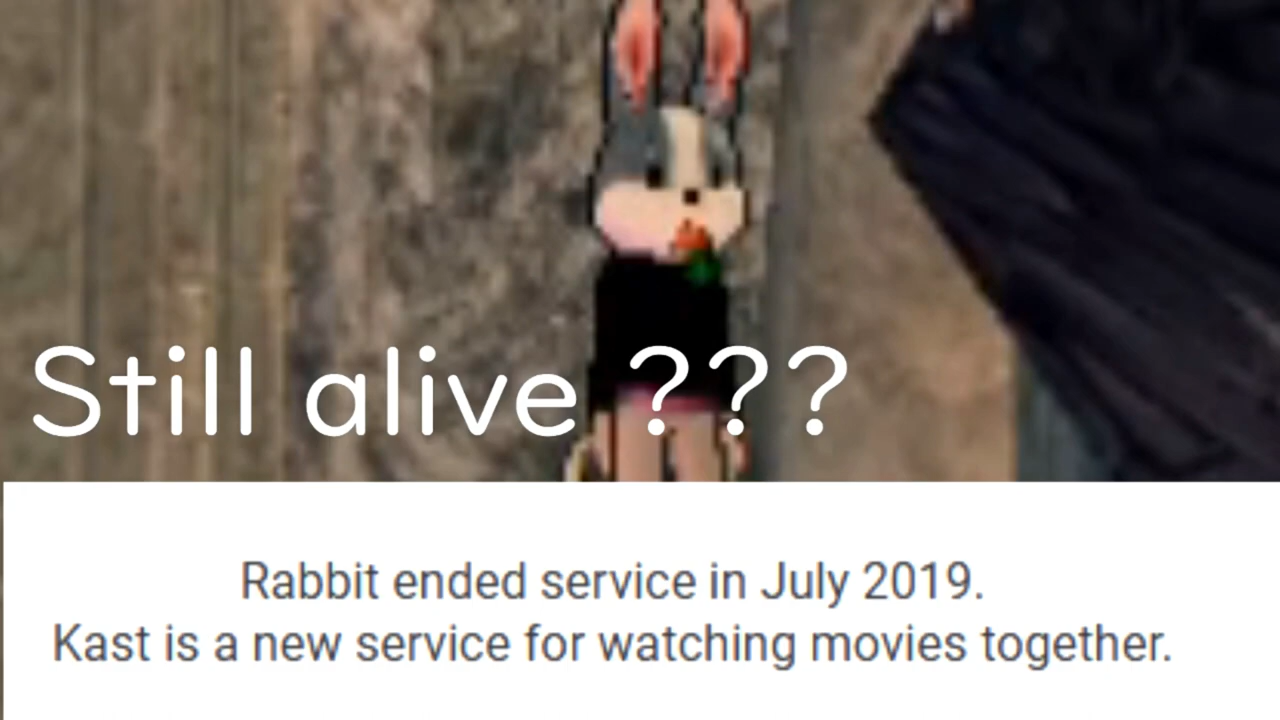 Still alive ???
Rabbit ended service in July 2019.
Kast is a new service for watching movies together.